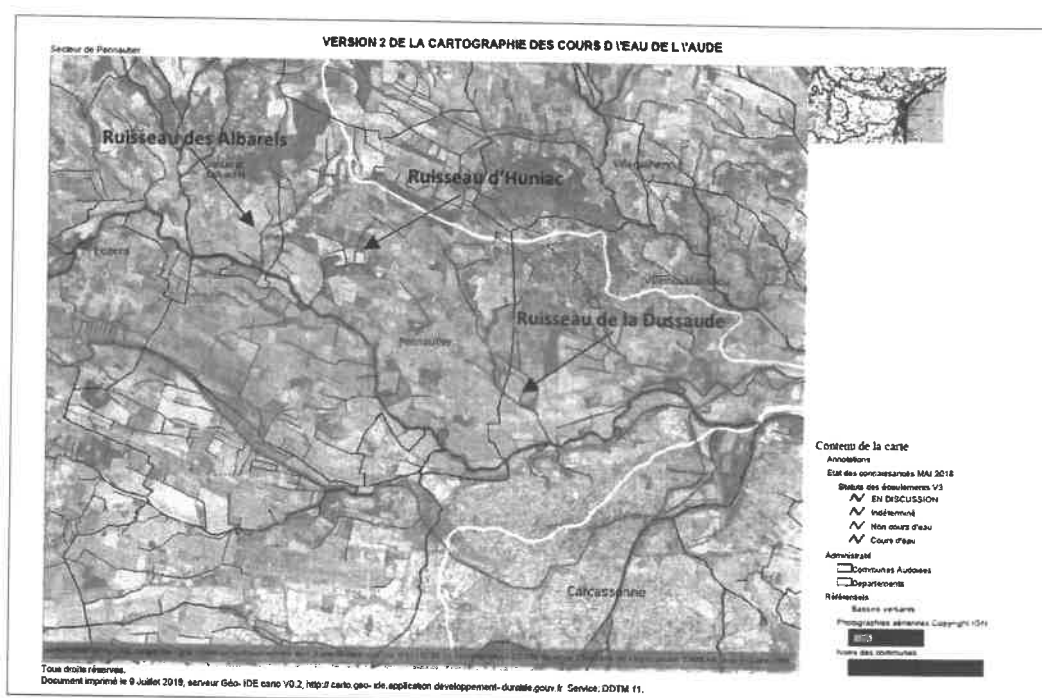 Secteur de Pennautier
VERSION 2 DE LA CARTOGRAPHIE DES COURS D \'EAU DE L \'AUDE
Ruisseau des Albarels
Ruisseau d'Huniac
Ruisseau de la Dussaude
Pennautier
Carcassonne
Contenu de la carte
Annotations
Etat des connaissances MAI 2018
Statuts des écoulements V3
EN DISCUSSION
Indéterminé
Non cours d'eau
Cours d'eau
Administratif
Communes Audoises
Departements
Référentiels
Bassins versants
Photographies aériennes Copyright IGN
Noms des communes
Tous droits réservés.
Document imprimé le 9 Juillet 2019, serveur Géo-IDE carto V0.2, http://carto.geo-ide.application.developpement-durable.gouv.fr Service: DDTM 11.